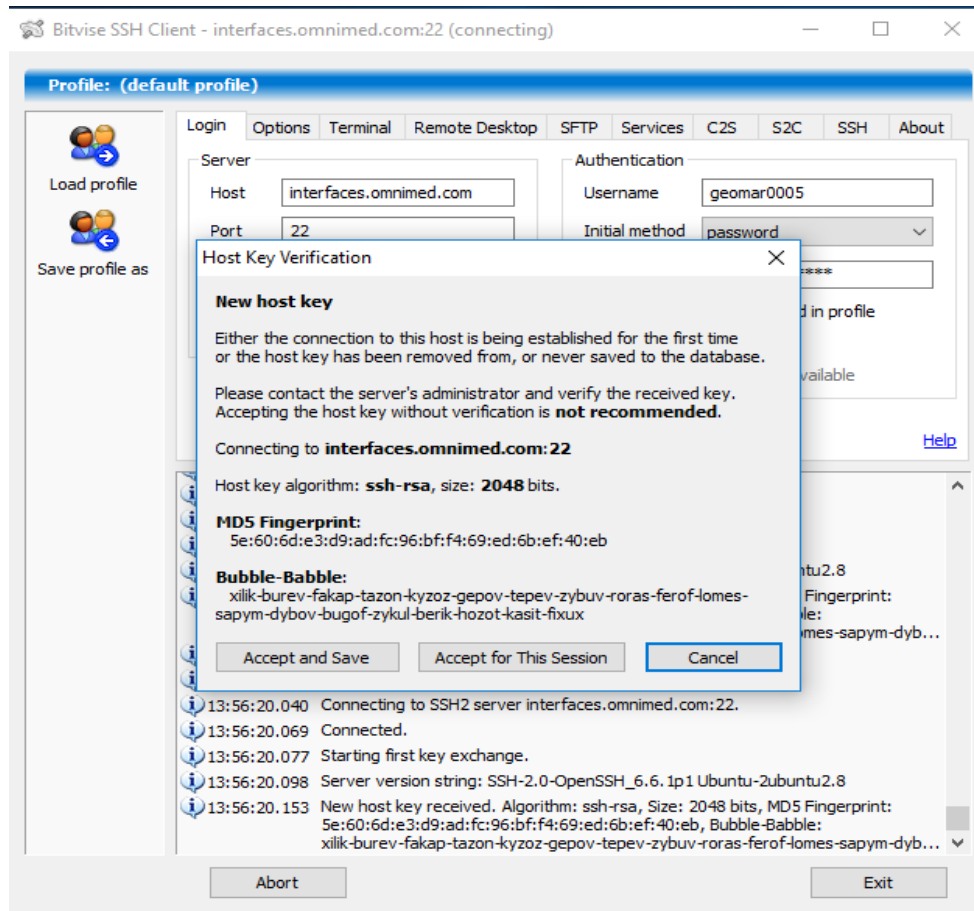 Bitvise SSH Client - interfaces.omnimed.com:22 (connecting)
Profile: (default profile)
Load profile
Save profile as
Login Options Terminal Remote Desktop SFTP Services C2S S2C SSH About
Server
Host interfaces.omnimed.com
Port 22
Authentication
Username geomar0005
Initial method password
****
in profile
Help
Host Key Verification
New host key
Either the connection to this host is being established for the first time
or the host key has been removed from, or never saved to the database.
Please contact the server's administrator and verify the received key.
Accepting the host key without verification is not recommended.
Connecting to interfaces.omnimed.com:22
Host key algorithm: ssh-rsa, size: 2048 bits.
MD5 Fingerprint:
5e:60:6d:e3:d9:ad:fc:96:bf:f4:69:ed:6b:ef:40:eb
Bubble-Babble:
xilik-burev-fakap-tazon-kyzoz-gepov-tepev-zybuv-roras-ferof-lomes-
sapym-dybov-bugof-zykul-berik-hozot-kasit-fixux
Accept and Save Accept for This Session Cancel
ntu2.8
Fingerprint:
le:
omes-sapym-dyb...
13:56:20.040 Connecting to SSH2 server interfaces.omnimed.com:22.
13:56:20.069 Connected.
13:56:20.077 Starting first key exchange.
13:56:20.098 Server version string: SSH-2.0-OpenSSH_6.6.1p1 Ubuntu-2ubuntu2.8
13:56:20.153 New host key received. Algorithm: ssh-rsa, Size: 2048 bits, MD5 Fingerprint:
5e:60:6d:e3:d9:ad:fc:96:bf:f4:69:ed:6b:ef:40:eb, Bubble-Babble:
xilik-burev-fakap-tazon-kyzoz-gepov-tepev-zybuv-roras-ferof-lomes-sapym-dyb...
Abort
Exit